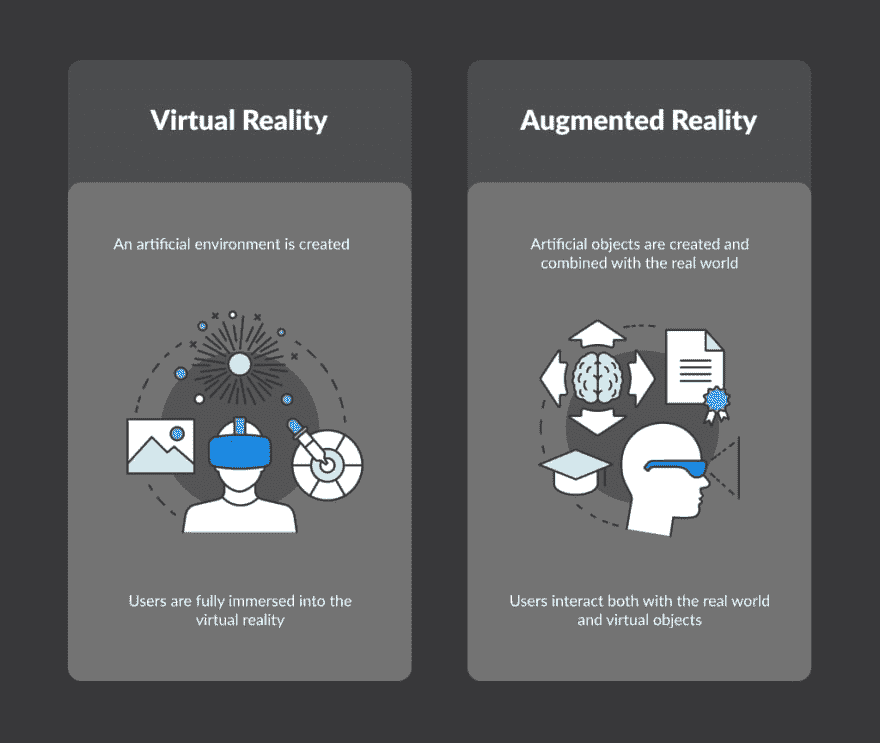 Virtual Reality
An artificial environment is created
Users are fully immersed into the
virtual reality
Augmented Reality
Artificial objects are created and
combined with the real world
Users interact both with the real world
and virtual objects